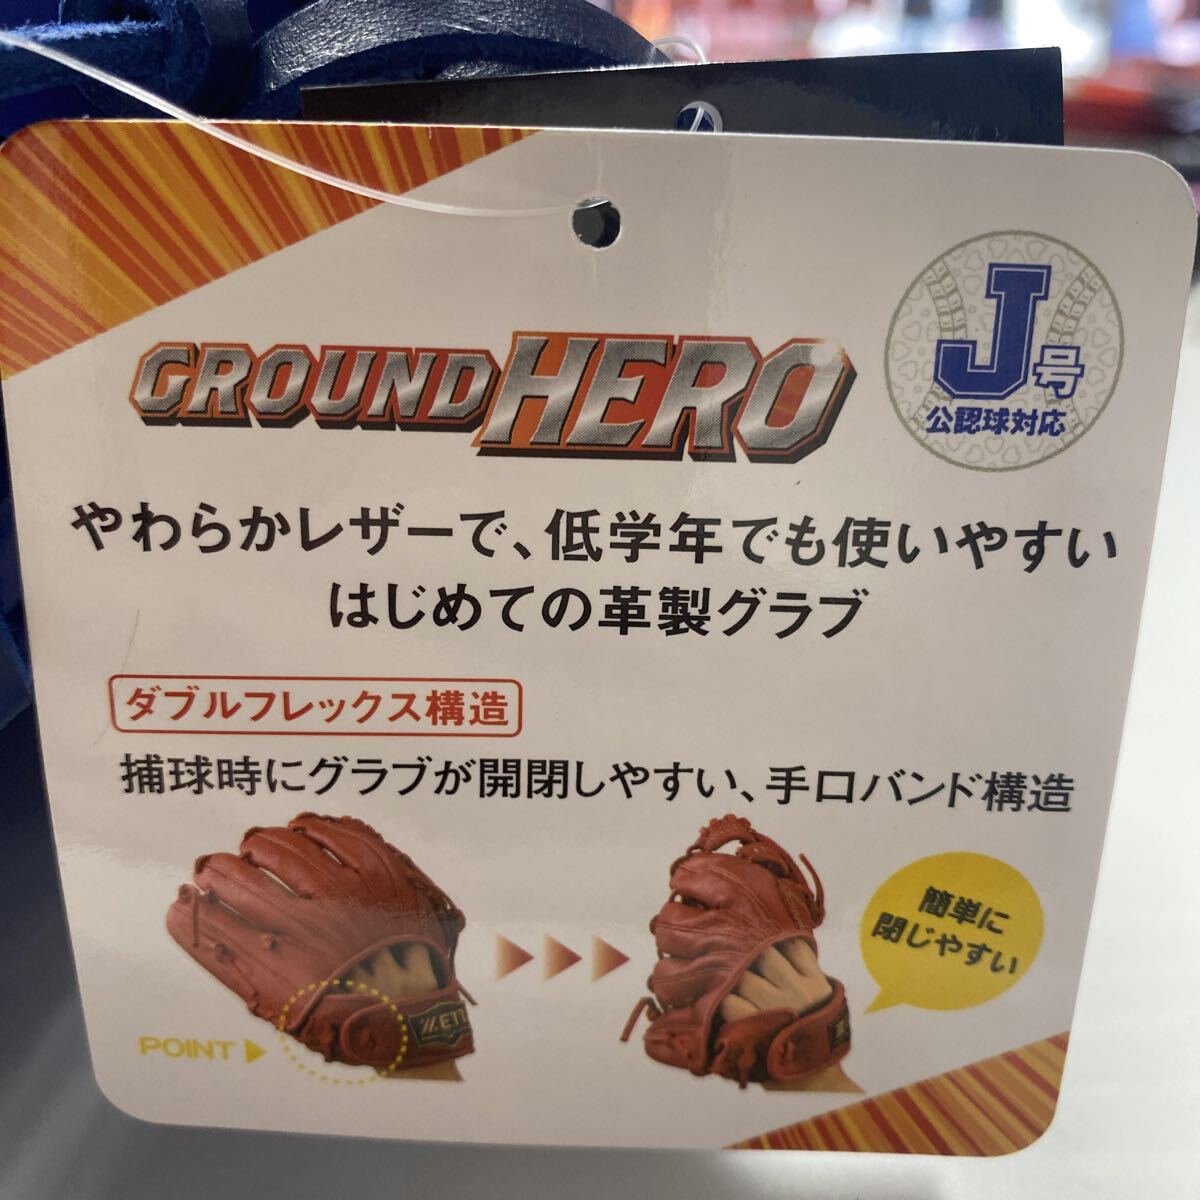 GROUND HERO
J号
公認球対応
やわらかレザーで、低学年でも使いやすい
はじめての革製グラブ
ダブルフレックス構造
捕球時にグラブが開閉しやすい、手口バンド構造
簡単に
閉じやすい
POINT
ZETT